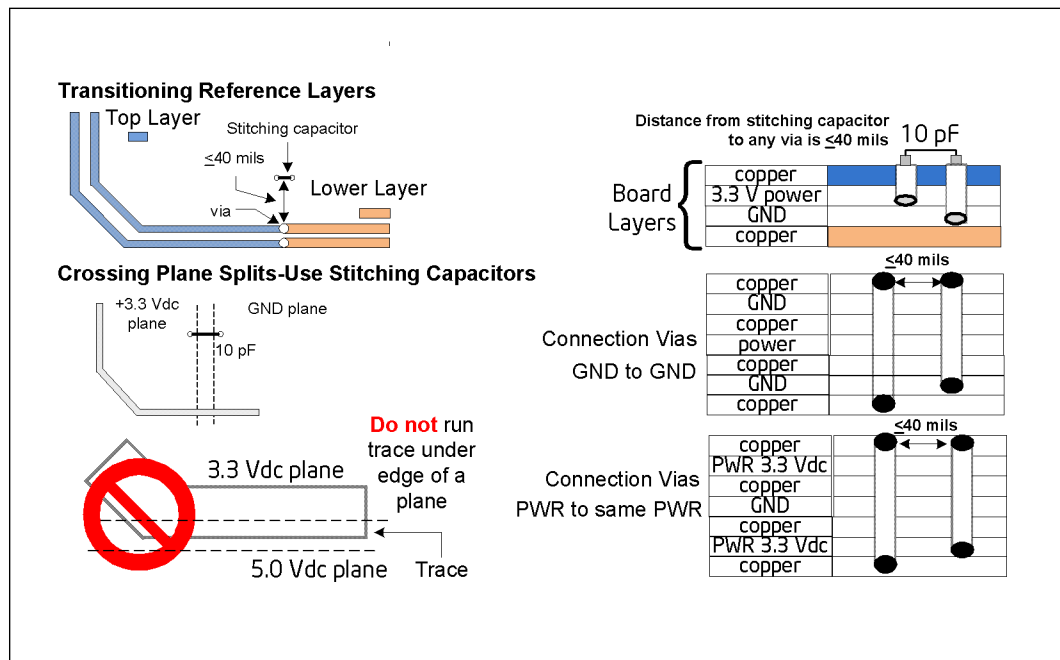 Transitioning Reference Layers
Top Layer
Stitching capacitor
≤40 mils
Lower Layer
via
Crossing Plane Splits-Use Stitching Capacitors
+3.3 Vdc
plane
GND plane
10 pF
Do not run
trace under
edge of a
plane
3.3 Vdc plane
5.0 Vdc plane
Trace
Distance from stitching capacitor
to any via is ≤40 mils
10 pF
Board
Layers
copper
3.3 V power
GND
copper
≤40 mils
Connection Vias
GND to GND
copper
GND
copper
power
copper
GND
copper
≤40 mils
Connection Vias
PWR to same PWR
copper
PWR 3.3 Vdc
copper
GND
copper
PWR 3.3 Vdc
copper